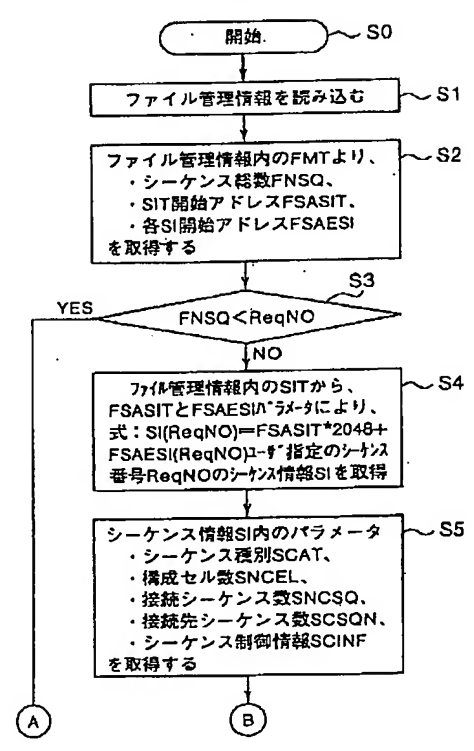 開始. S0
ファイル管理情報を読み込む S1
S2
ファイル管理情報内のFMTより、
・シーケンス総数FNSQ、
・SIT開始アドレスFSASIT、
・各SI開始アドレスFSAESI
を取得する
S3
YES
FNSQ<ReqNO
NO
S4
ファイル管理情報内のSITから、
FSASITとFSAESIパラメータにより、
式：SI(ReqNO)=FSASIT*2048+
FSAESI(ReqNO)ユーザ指定のシーケンス
番号ReqNOのシーケンス情報SIを取得
S5
シーケンス情報SI内のパラメータ
・シーケンス種別SCAT、
・構成セル数SNCEL、
・接続シーケンス数SNCSQ、
・接続先シーケンス数SCSQN、
・シーケンス制御情報SCINF
を取得する
A B